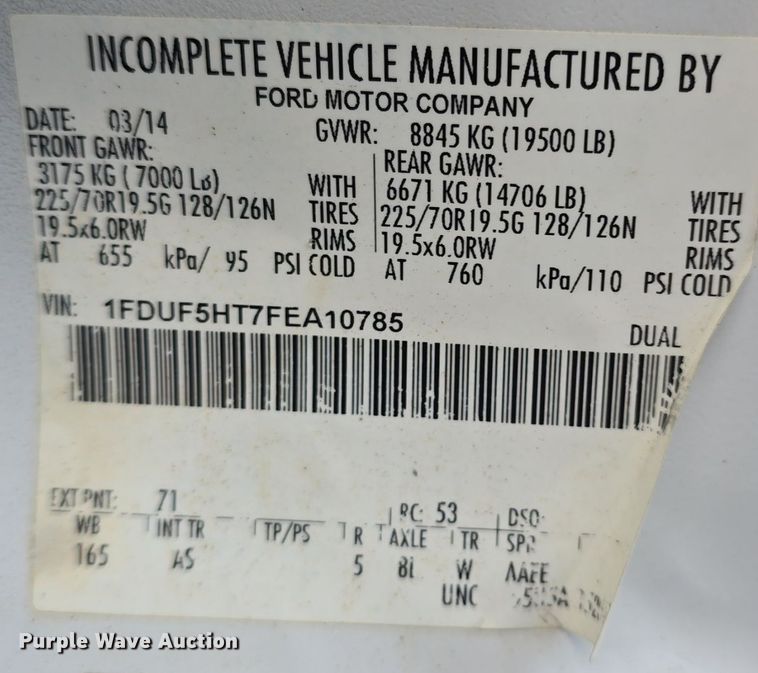 INCOMPLETE VEHICLE MANUFACTURED BY
FORD MOTOR COMPANY
DATE: 03/14 GVWR: 8845 KG (19500 LB)
FRONT GAWR: REAR GAWR:
3175 KG ( 7000 LB) WITH 6671 KG (14706 LB) WITH
225/70R19.5G 128/126N TIRES 225/70R19.5G 128/126N TIRES
19.5x6.0RW RIMS 19.5x6.0RW RIMS
AT 655 kPa/ 95 PSI COLD AT 760 kPa/110 PSI COLD
VIN: 1FDUF5HT7FEA10785 DUAL
EXT PNT: 71 RC: 53 DSO:
WB INT TR TP/PS R AXLE TR SPR
165 AS 5 8L W AAFE
UNC
Purple Wave Auction